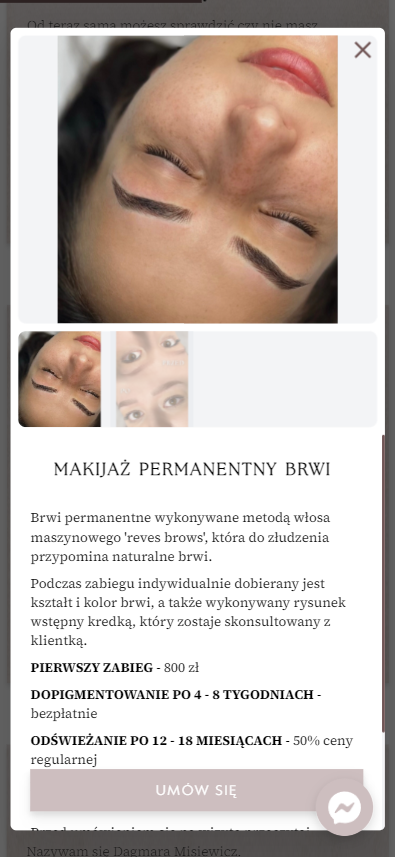 Od teraz sama możesz sprawdzić czy nie masz
MAKIJAŻ PERMANENTNY BRWI
Brwi permanentne wykonywane metodą włosa
maszynowego 'reves brows', która do złudzenia
przypomina naturalne brwi.
Podczas zabiegu indywidualnie dobierany jest
kształt i kolor brwi, a także wykonywany rysunek
wstępny kredką, który zostaje skonsultowany z
klientką.
PIERWSZY ZABIEG - 800 zł
DOPIGMENTOWANIE PO 4 - 8 TYGODNIACH -
bezpłatnie
ODŚWIEŻANIE PO 12 - 18 MIESIĄCACH - 50% ceny
regularnej
UMÓW SIĘ
Nazywam się Dagmara Misiewicz.